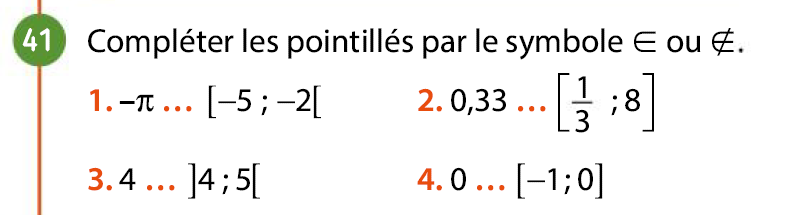 41 Compléter les pointillés par le symbole ∈ ou ∉.
1. –π ... [–5 ; –2[ 2. 0,33 ... [1/3 ; 8]
3. 4 ... ]4 ; 5[ 4. 0 ... [–1 ; 0]